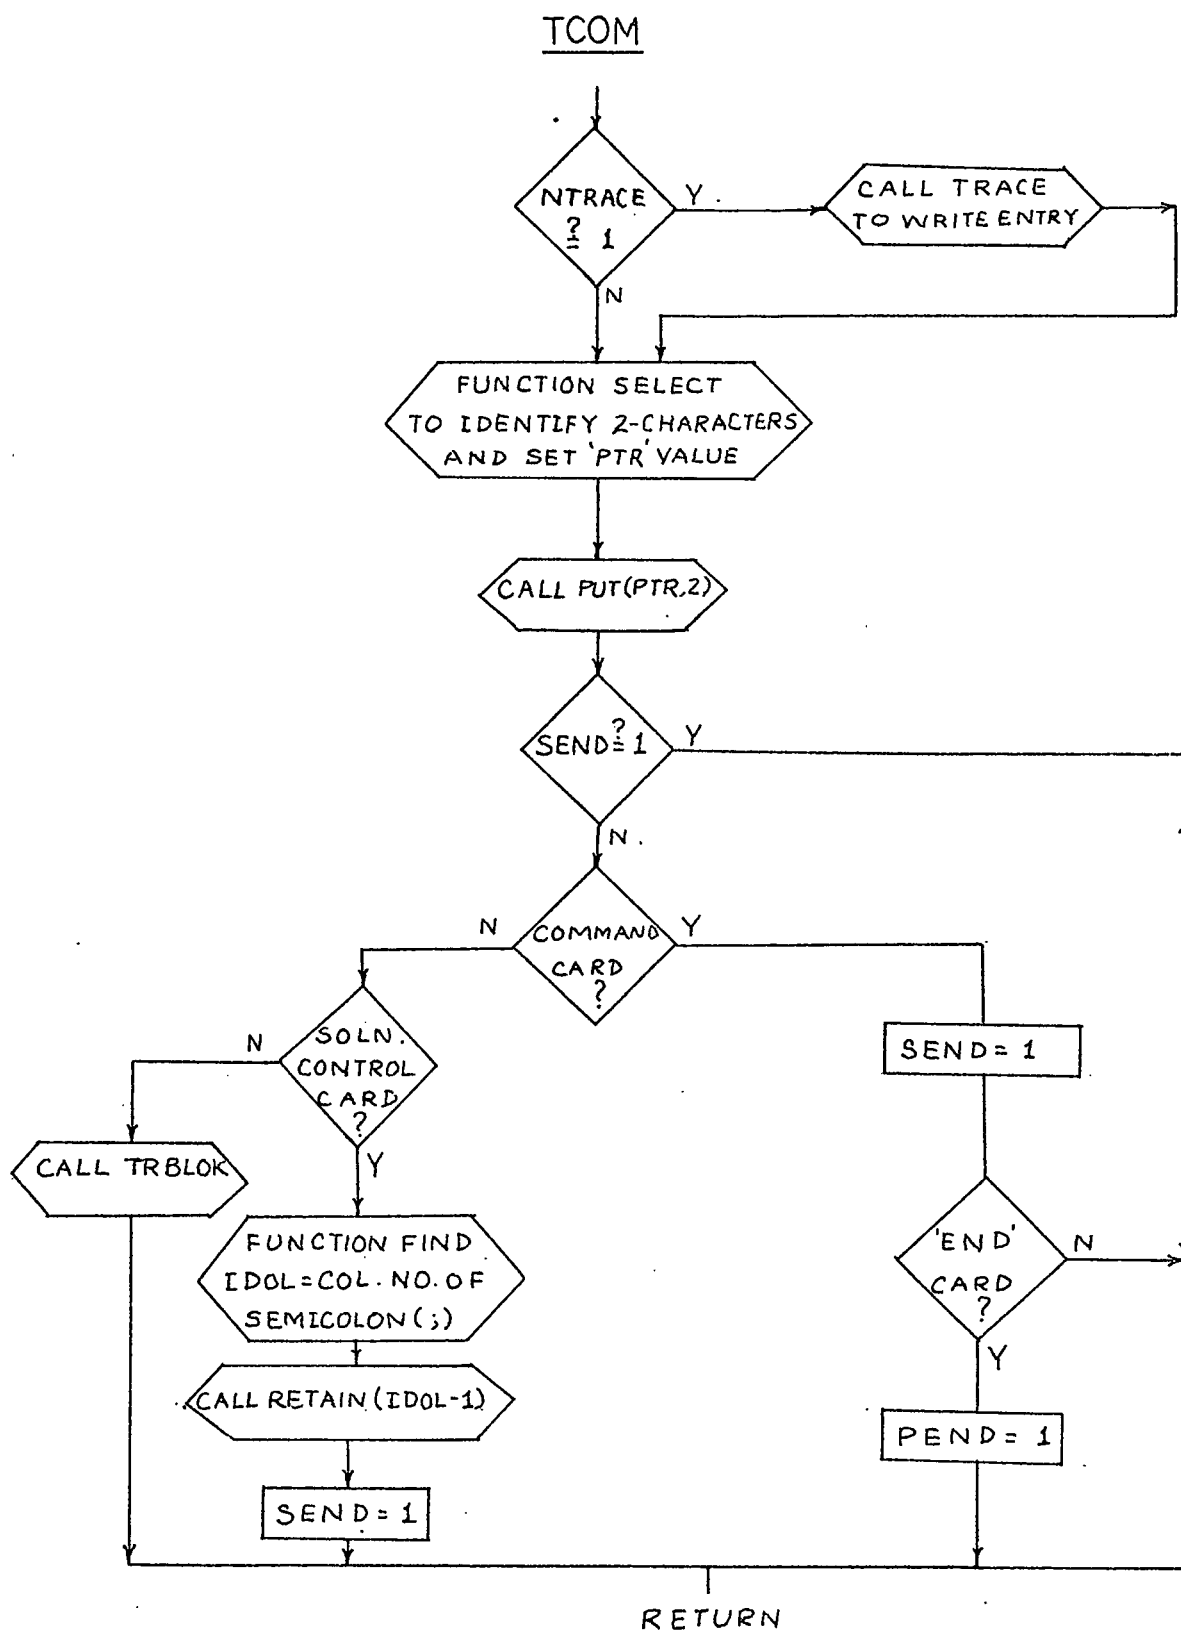 TCOM
NTRACE
≟ 1
Y
CALL TRACE
TO WRITE ENTRY
N
FUNCTION SELECT
TO IDENTIFY 2-CHARACTERS
AND SET 'PTR' VALUE
CALL PUT(PTR,2)
SEND ≟ 1
Y
N
COMMAND
CARD
?
N
Y
SOLN.
CONTROL
CARD
?
N
Y
SEND = 1
CALL TRBLOK
FUNCTION FIND
IDOL = COL. NO. OF
SEMICOLON (;)
'END'
CARD
?
N
Y
CALL RETAIN (IDOL-1)
PEND = 1
SEND = 1
RETURN